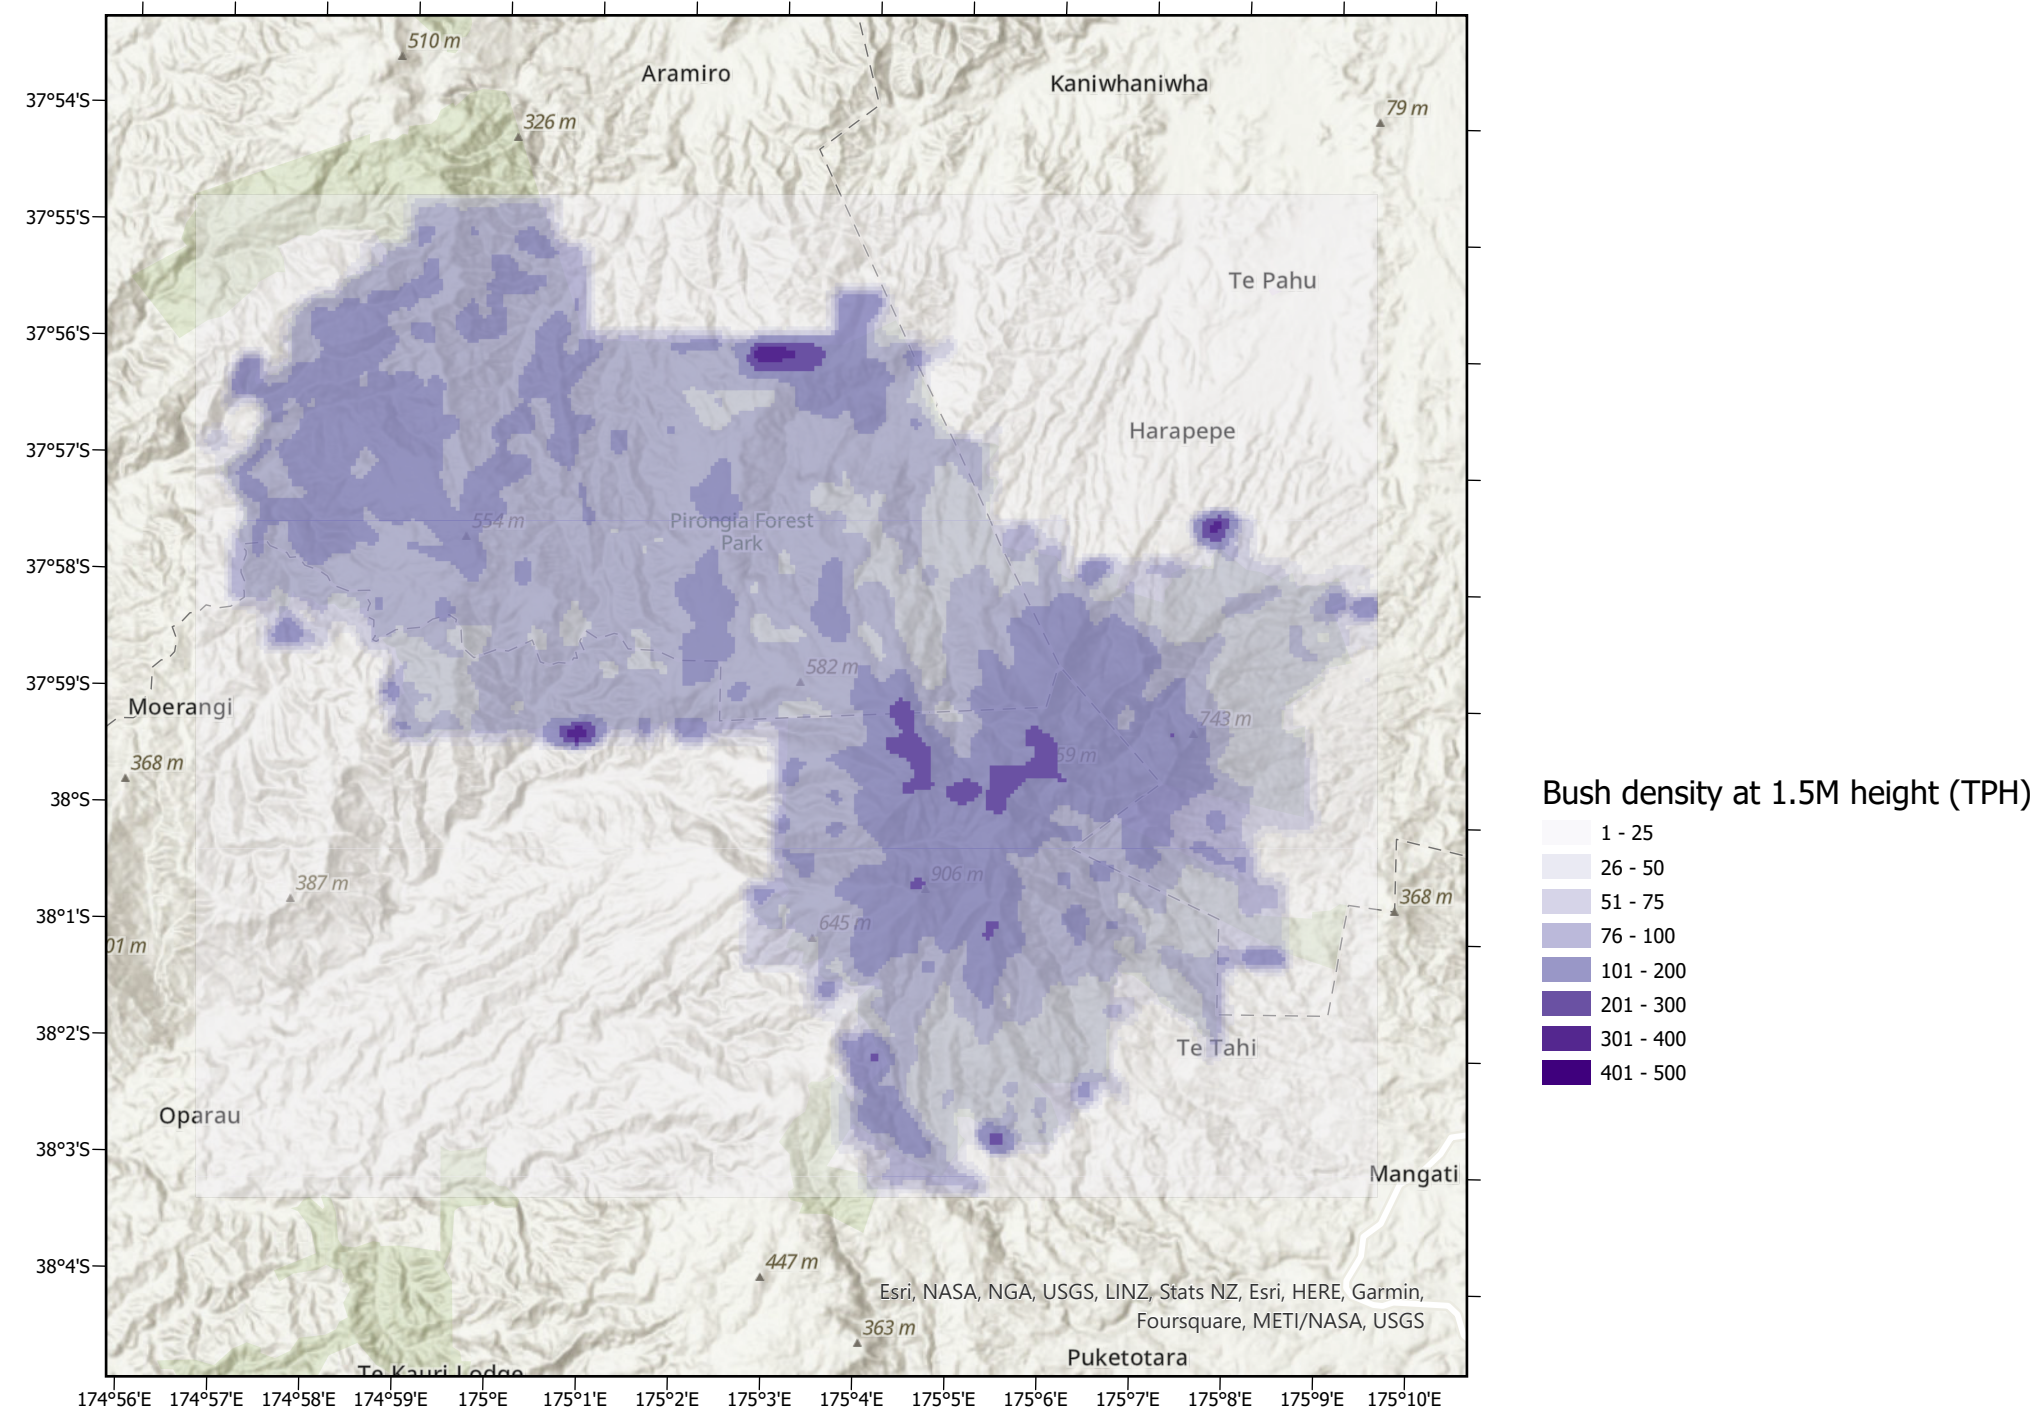 510 m
Aramiro
Kaniwhaniwha
79 m
326 m
Te Pahu
Harapepe
554 m
Pirongia Forest
Park
582 m
Moerangi
743 m
59 m
368 m
387 m
906 m
368 m
645 m
01 m
Te Tahi
Oparau
Mangati
447 m
Esri, NASA, NGA, USGS, LINZ, Stats NZ, Esri, HERE, Garmin,
Foursquare, METI/NASA, USGS
363 m
Puketotara
Te Kauri Lodge
37°54'S
37°55'S
37°56'S
37°57'S
37°58'S
37°59'S
38°S
38°1'S
38°2'S
38°3'S
38°4'S
174°56'E 174°57'E 174°58'E 174°59'E 175°E 175°1'E 175°2'E 175°3'E 175°4'E 175°5'E 175°6'E 175°7'E 175°8'E 175°9'E 175°10'E
Bush density at 1.5M height (TPH)
1 - 25
26 - 50
51 - 75
76 - 100
101 - 200
201 - 300
301 - 400
401 - 500